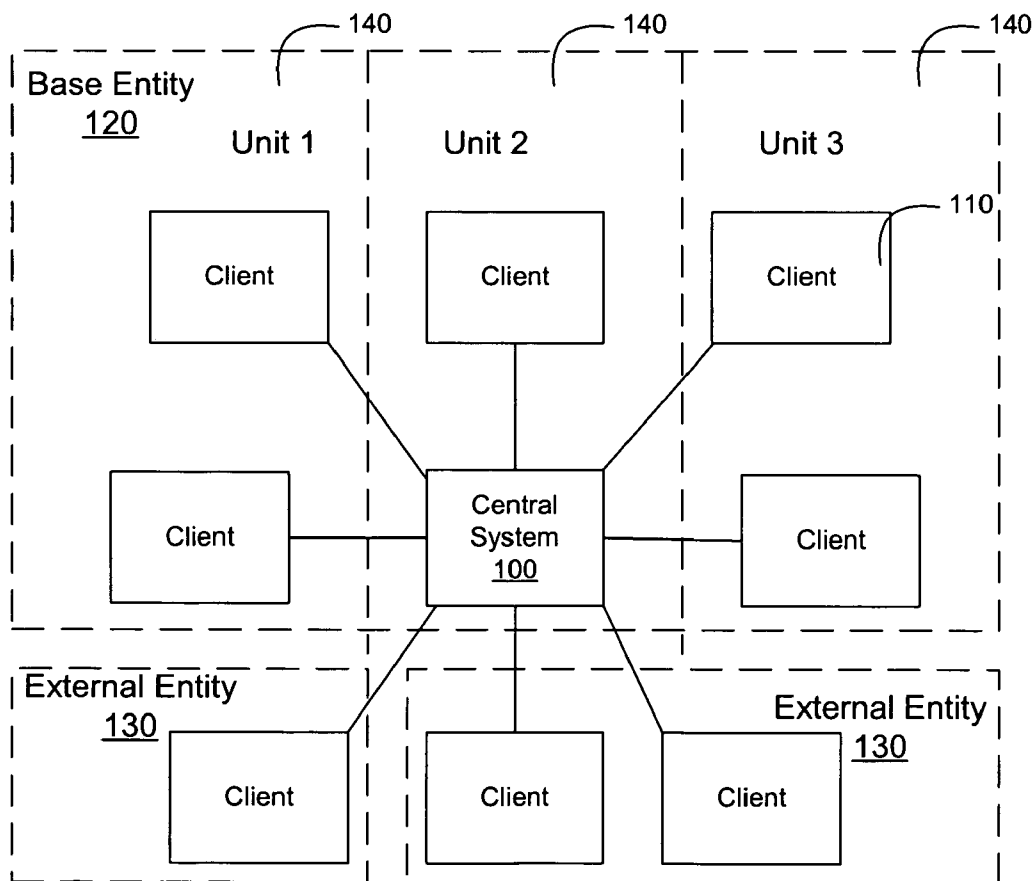 140
140
140
Base Entity
120
Unit 1
Unit 2
Unit 3
110
Client
Client
Client
Client
Central
System
100
Client
External Entity
130
External Entity
130
Client
Client
Client